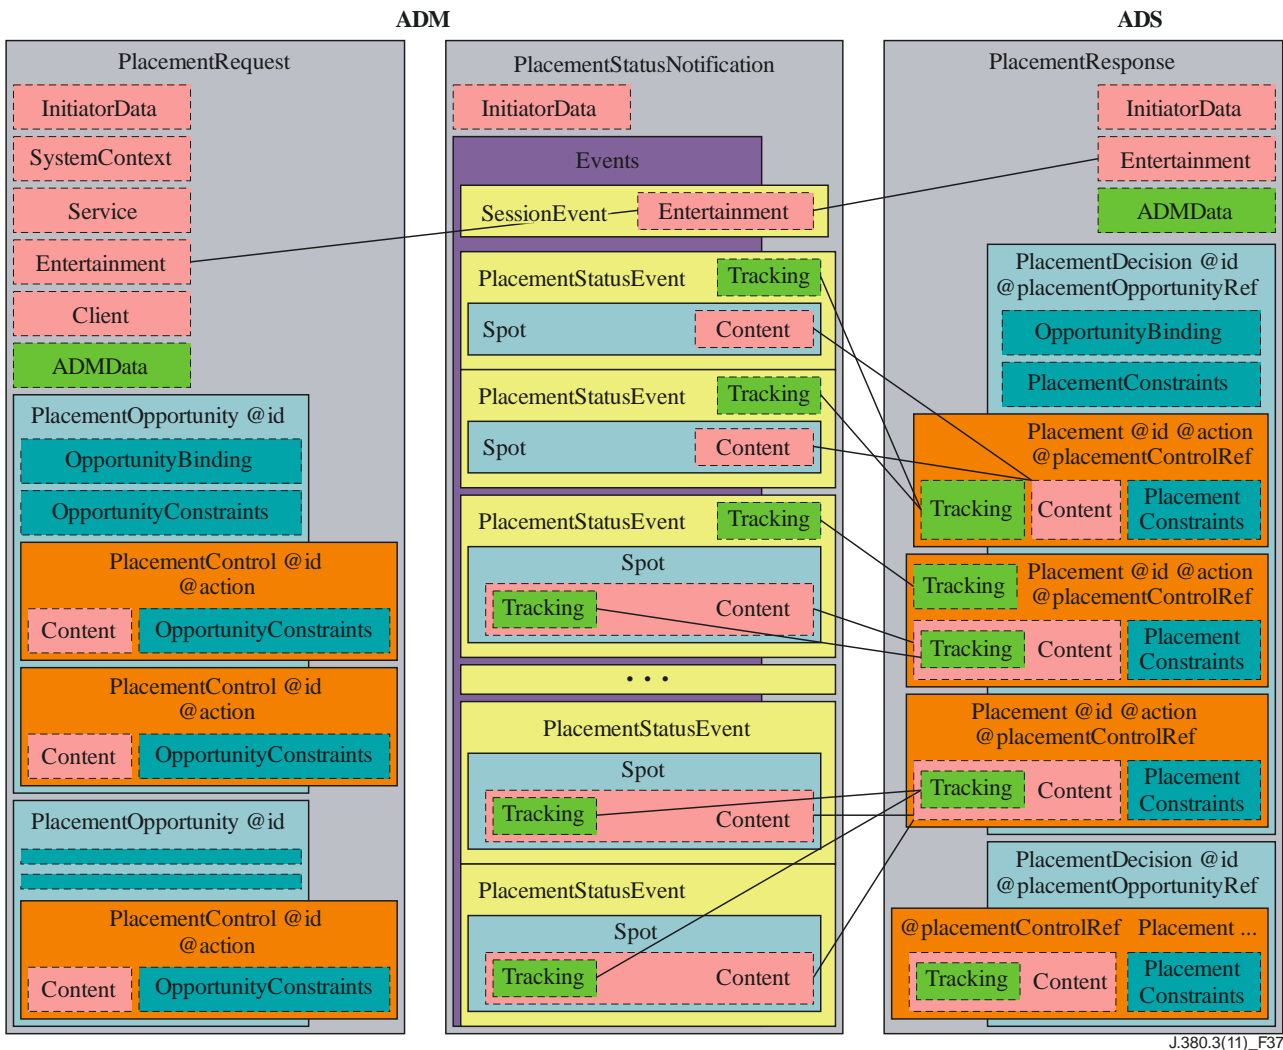 ADM
ADS
PlacementRequest
InitiatorData
SystemContext
Service
Entertainment
Client
ADMData
PlacementOpportunity @id
OpportunityBinding
OpportunityConstraints
PlacementControl @id
@action
Content
OpportunityConstraints
PlacementControl @id
@action
Content
OpportunityConstraints
PlacementOpportunity @id
PlacementControl @id
@action
Content
OpportunityConstraints
PlacementStatusNotification
InitiatorData
Events
SessionEvent
Entertainment
PlacementStatusEvent
Tracking
Spot
Content
PlacementStatusEvent
Tracking
Spot
Content
PlacementStatusEvent
Tracking
Spot
Tracking
Content
. . .
PlacementStatusEvent
Spot
Tracking
Content
PlacementStatusEvent
Spot
Tracking
Content
PlacementResponse
InitiatorData
Entertainment
ADMData
PlacementDecision @id
@placementOpportunityRef
OpportunityBinding
PlacementConstraints
Placement @id @action
@placementControlRef
Tracking
Content
Placement
Constraints
Tracking
Placement @id @action
@placementControlRef
Tracking
Content
Placement
Constraints
Placement @id @action
@placementControlRef
Tracking
Content
Placement
Constraints
PlacementDecision @id
@placementOpportunityRef
@placementControlRef Placement ...
Tracking
Content
Placement
Constraints
J.380.3(11)_F37